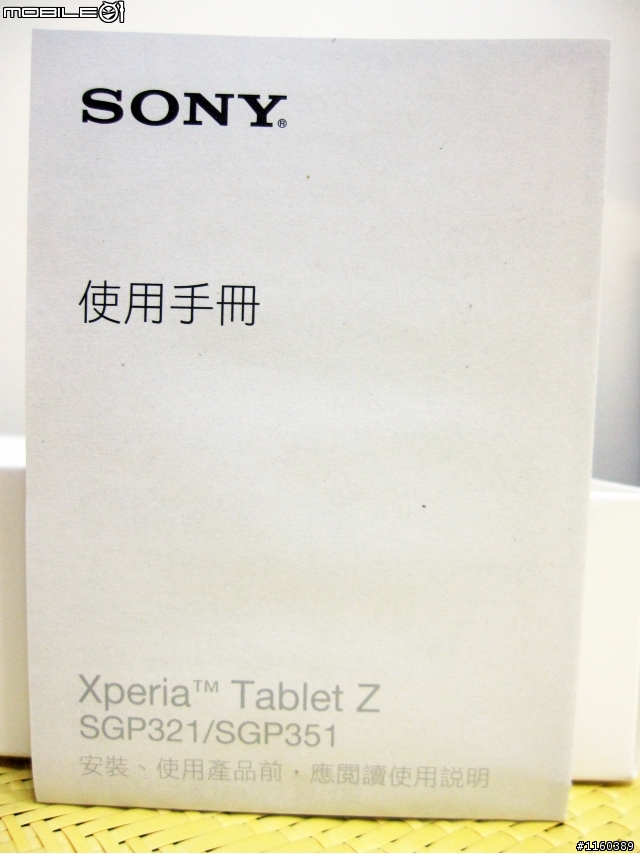 MOBILE01
SONY®
使用手冊
Xperia™ Tablet Z
SGP321/SGP351
安裝、使用產品前，應閱讀使用說明
#1160389